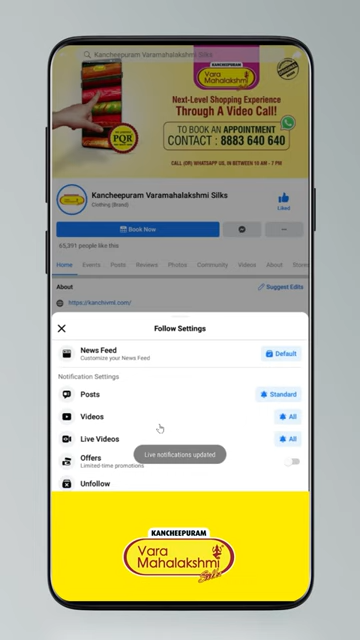 Kancheepuram Varamahalakshmi Silks
KANCHEEPURAM
Vara
Mahalakshmi
Silks
Next-Level Shopping Experience
Through A Video Call!
TO BOOK AN APPOINTMENT
CONTACT : 8883 640 640
CALL (OR) WHATSAPP US, IN BETWEEN 10 AM - 7 PM
PQR
Kancheepuram Varamahalakshmi Silks
Clothing (Brand)
Liked
Book Now
65,391 people like this
Home Events Posts Reviews Photos Community Videos About Stores
About
Suggest Edits
https://kanchivml.com/
Follow Settings
News Feed
Customize your News Feed
Default
Notification Settings
Posts
Standard
Videos
All
Live Videos
All
Live notifications updated
Offers
Limited-time promotions
Unfollow
KANCHEEPURAM
Vara
Mahalakshmi
Silks